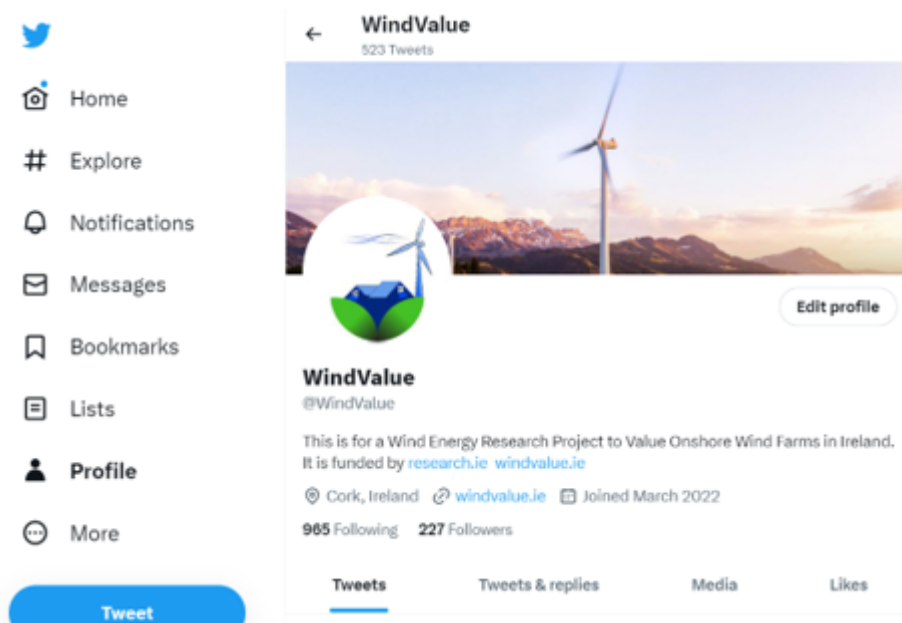 WindValue
523 Tweets
Home
Explore
Notifications
Messages
Bookmarks
Lists
Profile
More
Tweet
Edit profile
WindValue
@WindValue
This is for a Wind Energy Research Project to Value Onshore Wind Farms in Ireland.
It is funded by research.ie windvalue.ie
Cork, Ireland windvalue.ie Joined March 2022
965 Following 227 Followers
Tweets Tweets & replies Media Likes